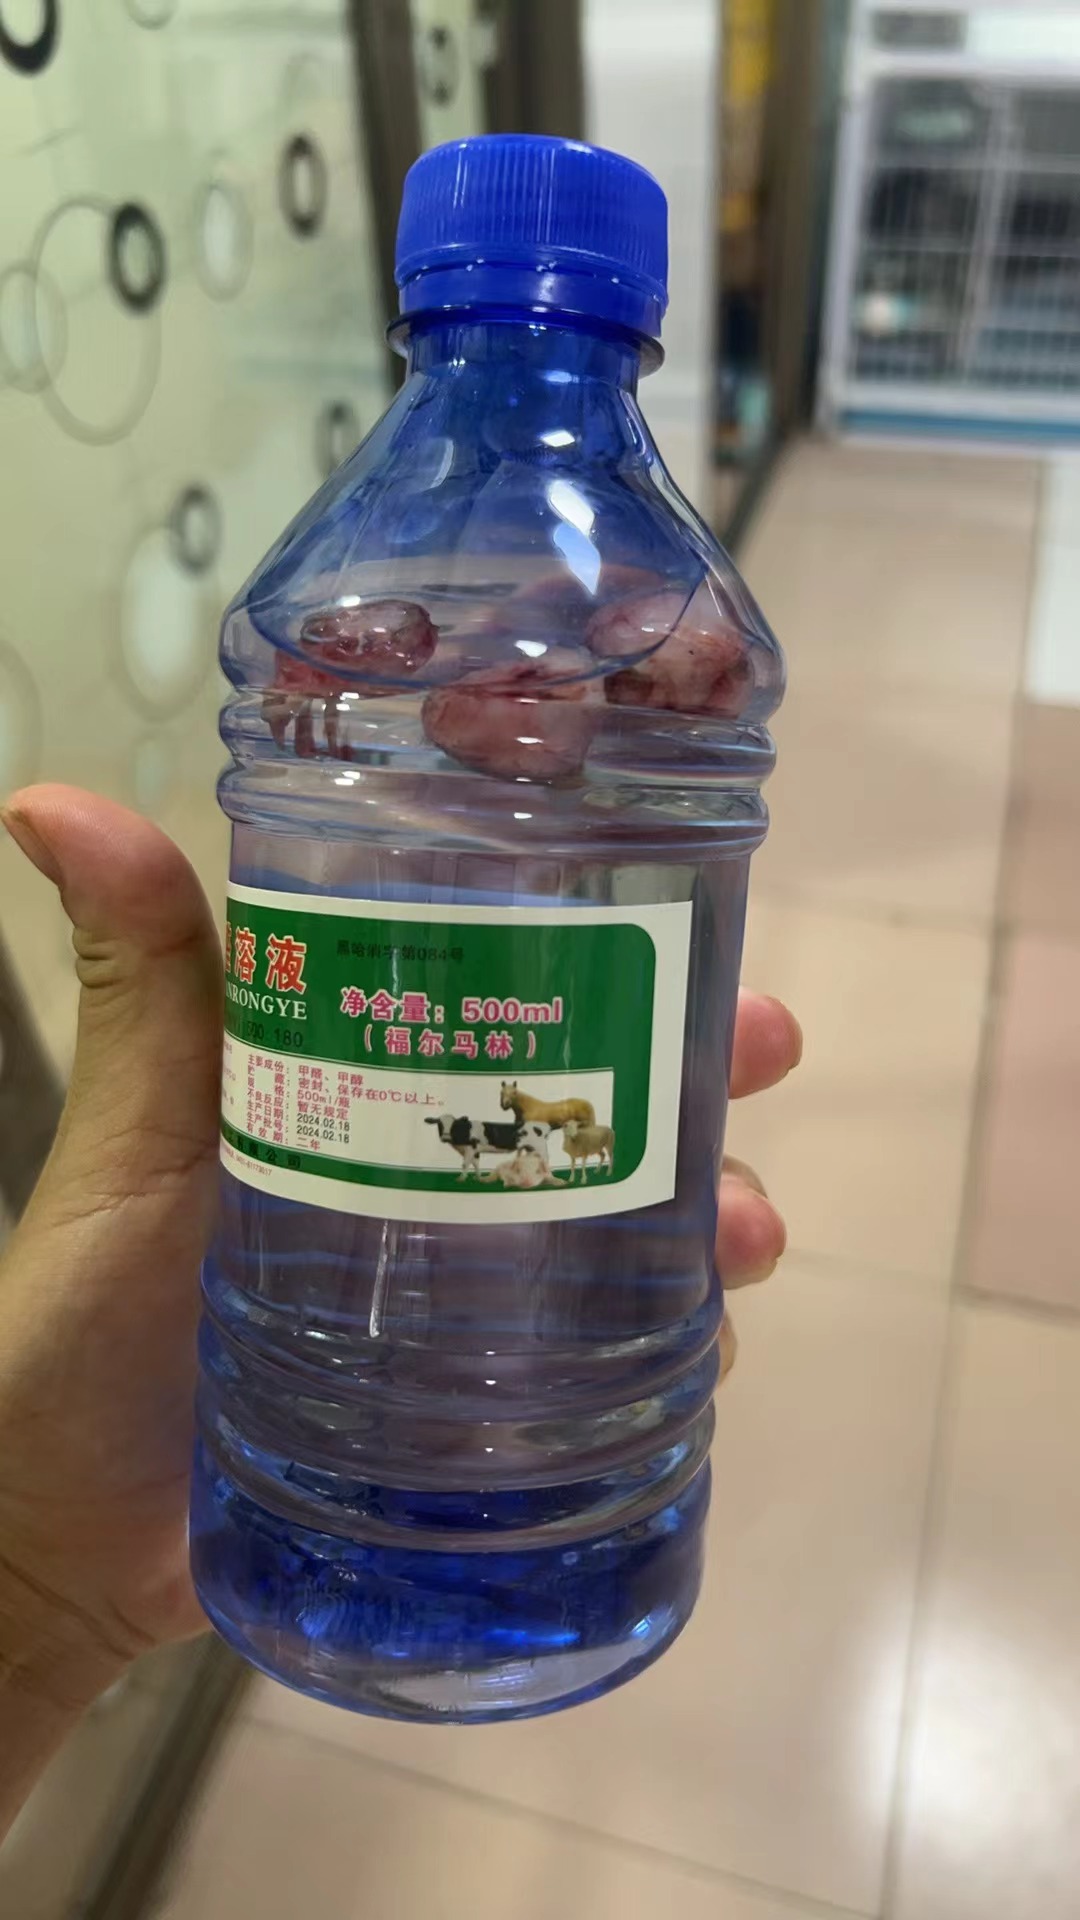 溶液
NRONGYE
黑哈消字第084号
净含量：500ml
（福尔马林）
180
主要成份：甲醛、甲醇
贮藏：密封、保存在0℃以上。
规格：500ml/瓶
不良反应：暂无规定
生产日期：2024.02.18
生产批号：2024.02.18
有效期：二年
公司